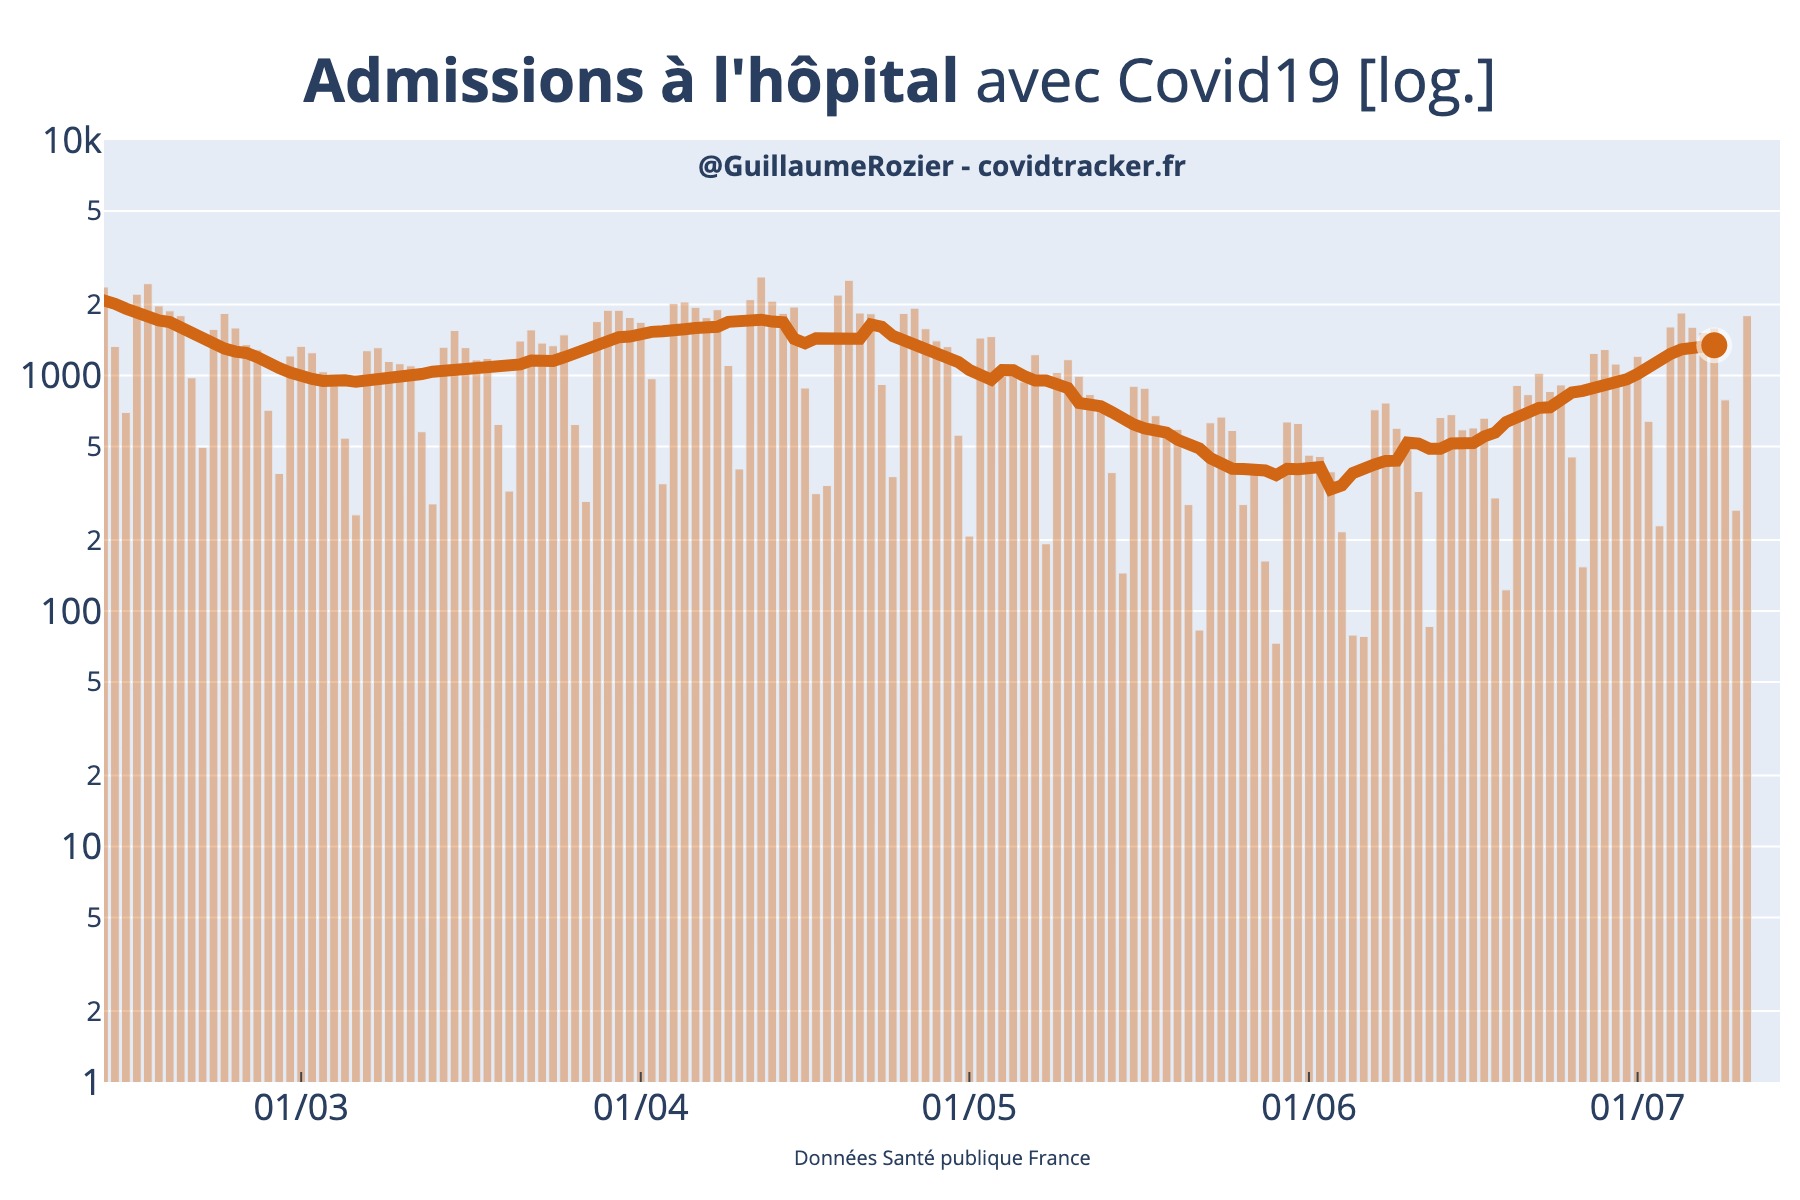 Admissions à l'hôpital avec Covid19 [log.]
@GuillaumeRozier - covidtracker.fr
10k
5
2
1000
5
2
100
5
2
10
5
2
1
01/03 01/04 01/05 01/06 01/07
Données Santé publique France